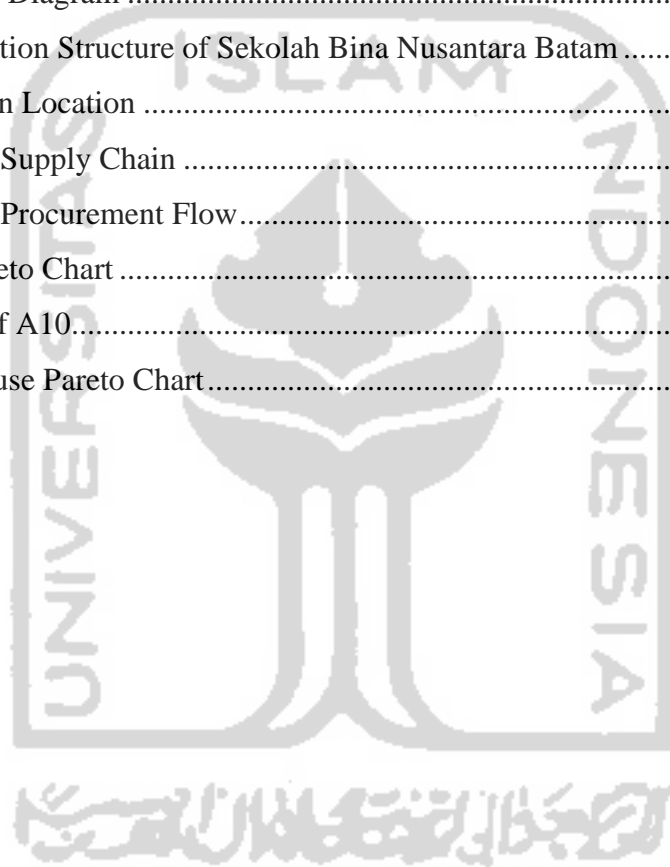 Diagram ..........................................................................
tion Structure of Sekolah Bina Nusantara Batam ......
n Location .......................................................................
Supply Chain ..................................................................
Procurement Flow..........................................................
eto Chart ..........................................................................
f A10.................................................................................
use Pareto Chart..............................................................
ISLAM
UNIVERSITAS
INDONESIA